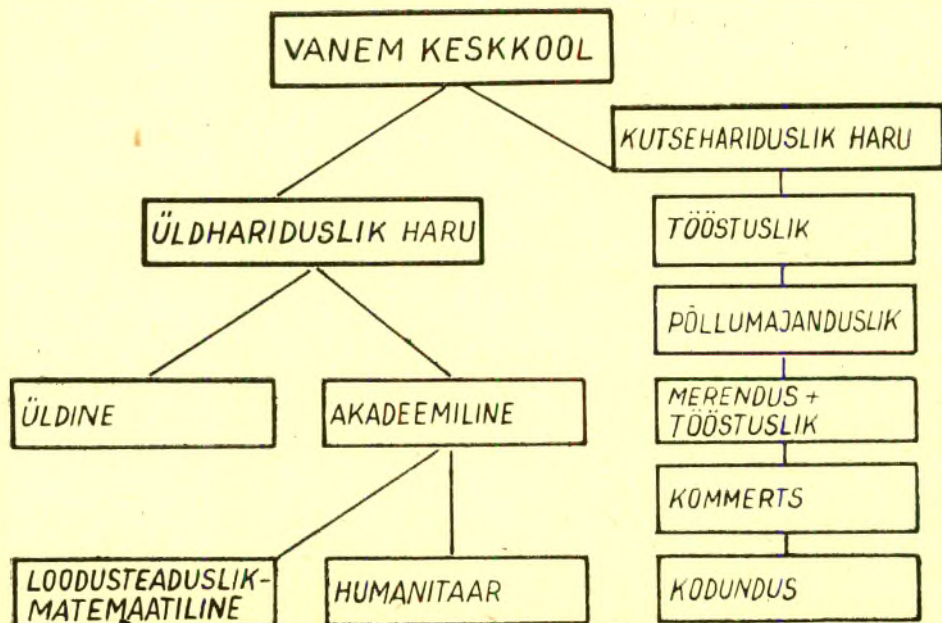 VANEM KESKKOOL
KUTSEHARIDUSLIK HARU
ÜLDHARIDUSLIK HARU
TÖÖSTUSLIK
PÕLLUMAJANDUSLIK
ÜLDINE
AKADEEMILINE
MERENDUS +
TÖÖSTUSLIK
KOMMERTS
LOODUSTEADUSLIK-
MATEMAATILINE
HUMANITAAR
KODUNDUS